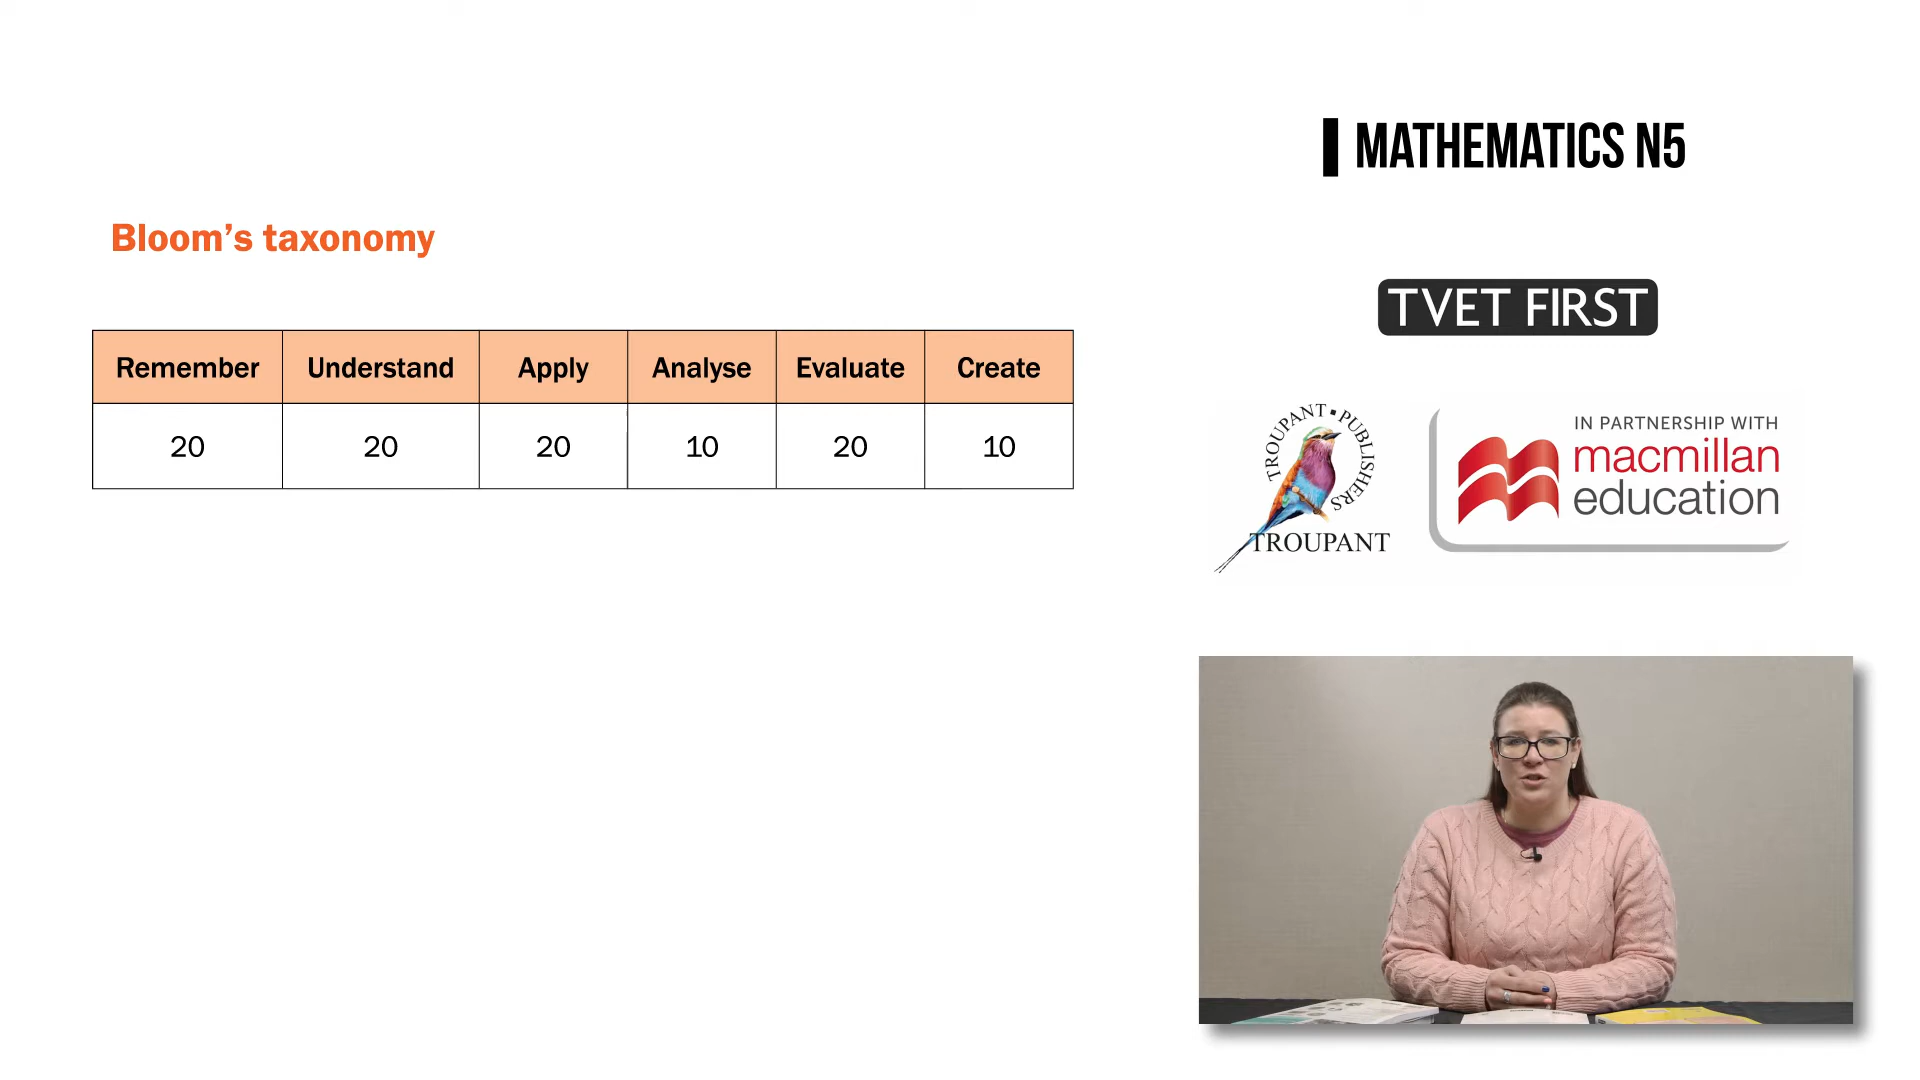 MATHEMATICS N5
Bloom's taxonomy
TVET FIRST
Remember Understand Apply Analyse Evaluate Create
20 20 20 10 20 10
TROUPANT ▪ PUBLISHERS
TROUPANT
IN PARTNERSHIP WITH
macmillan
education